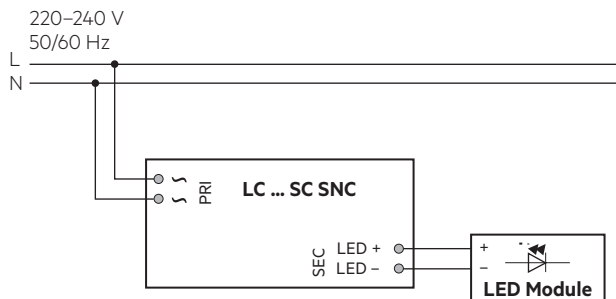 220–240 V
50/60 Hz
L
N
~ PRI
~
LC ... SC SNC
SEC
LED +
LED –
+
–
LED Module